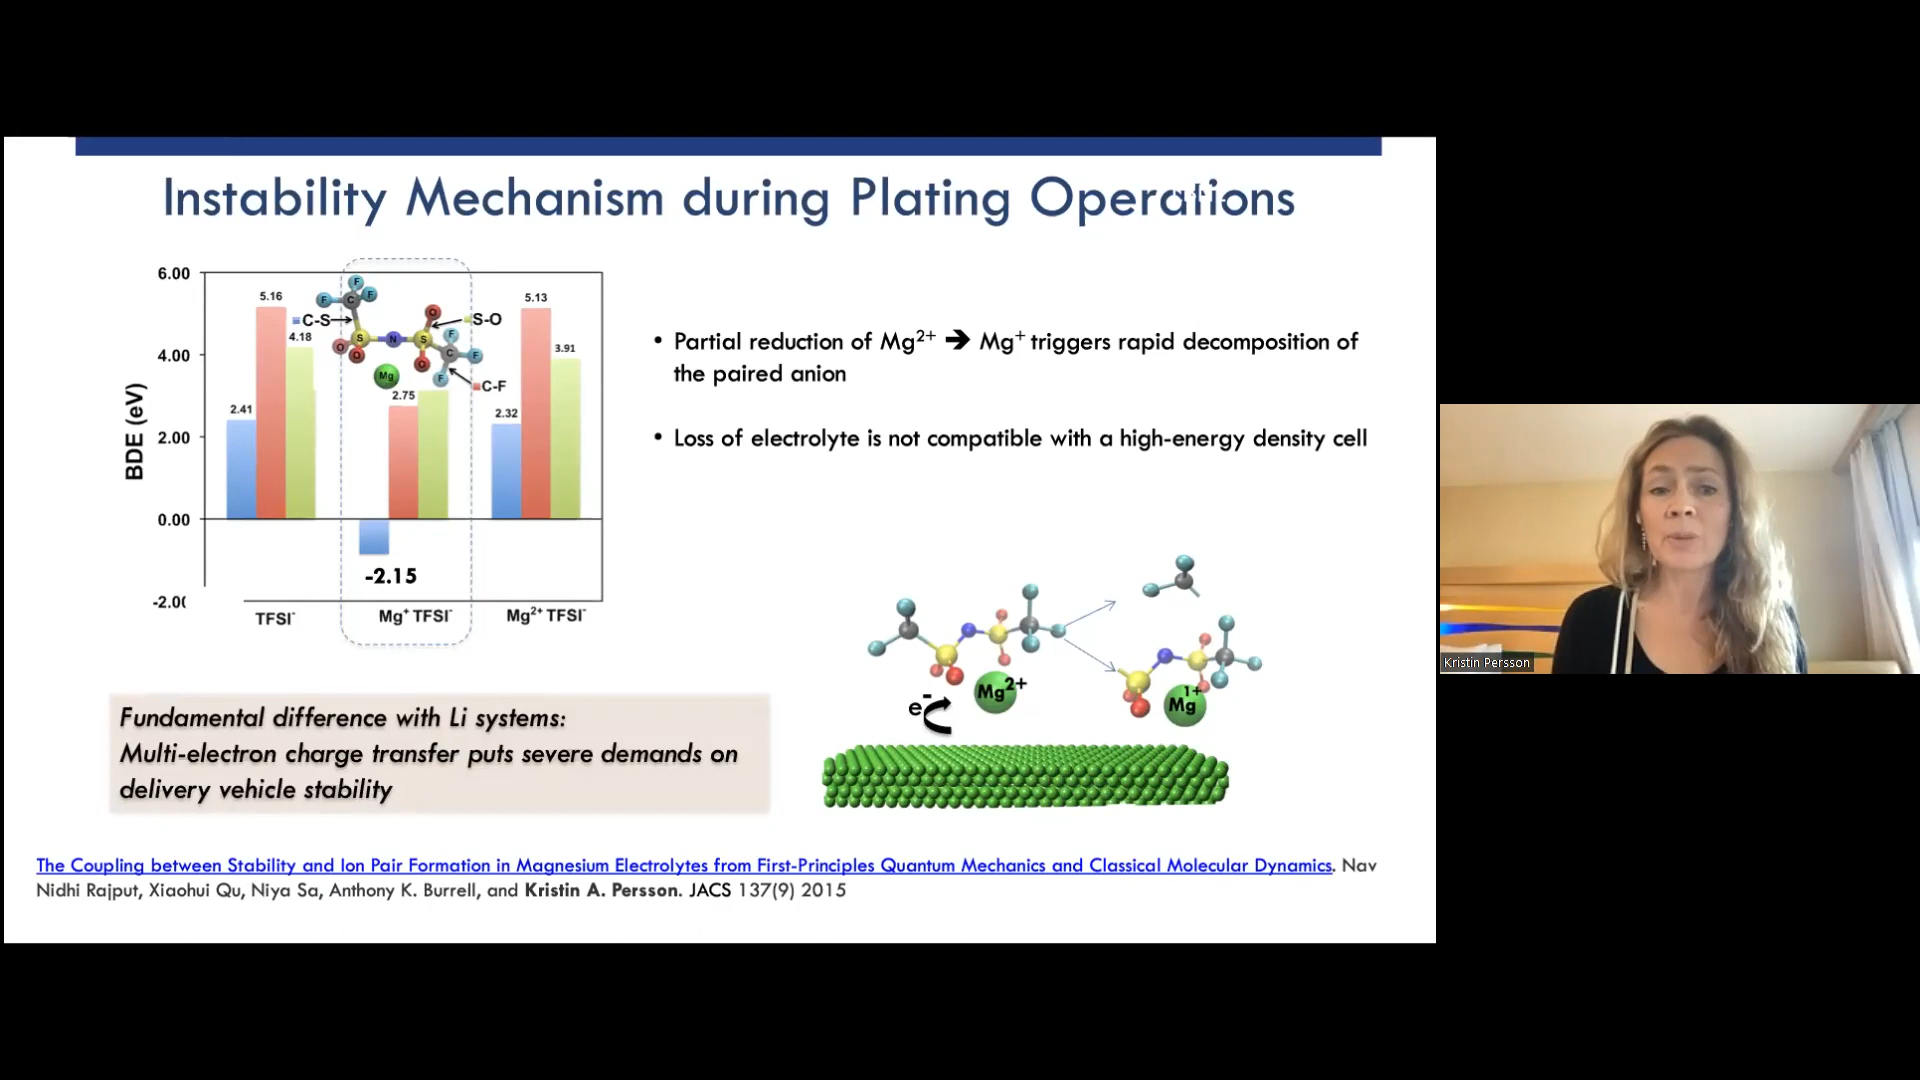 Instability Mechanism during Plating Operations
6.00
4.00
2.00
0.00
-2.0(
BDE (eV)
5.16
2.41
4.18
C-S
S-O
C-F
F
F
F
C
S
N
S
O
O
O
O
C
F
F
F
Mg
2.75
-2.15
5.13
2.32
3.91
TFSI⁻
Mg⁺ TFSI⁻
Mg²⁺ TFSI⁻
• Partial reduction of Mg²⁺ ➔ Mg⁺ triggers rapid decomposition of
the paired anion
• Loss of electrolyte is not compatible with a high-energy density cell
e⁻
Mg²⁺
Mg¹⁺
Fundamental difference with Li systems:
Multi-electron charge transfer puts severe demands on
delivery vehicle stability
The Coupling between Stability and Ion Pair Formation in Magnesium Electrolytes from First-Principles Quantum Mechanics and Classical Molecular Dynamics. Nav
Nidhi Rajput, Xiaohui Qu, Niya Sa, Anthony K. Burrell, and Kristin A. Persson. JACS 137(9) 2015
Kristin Persson